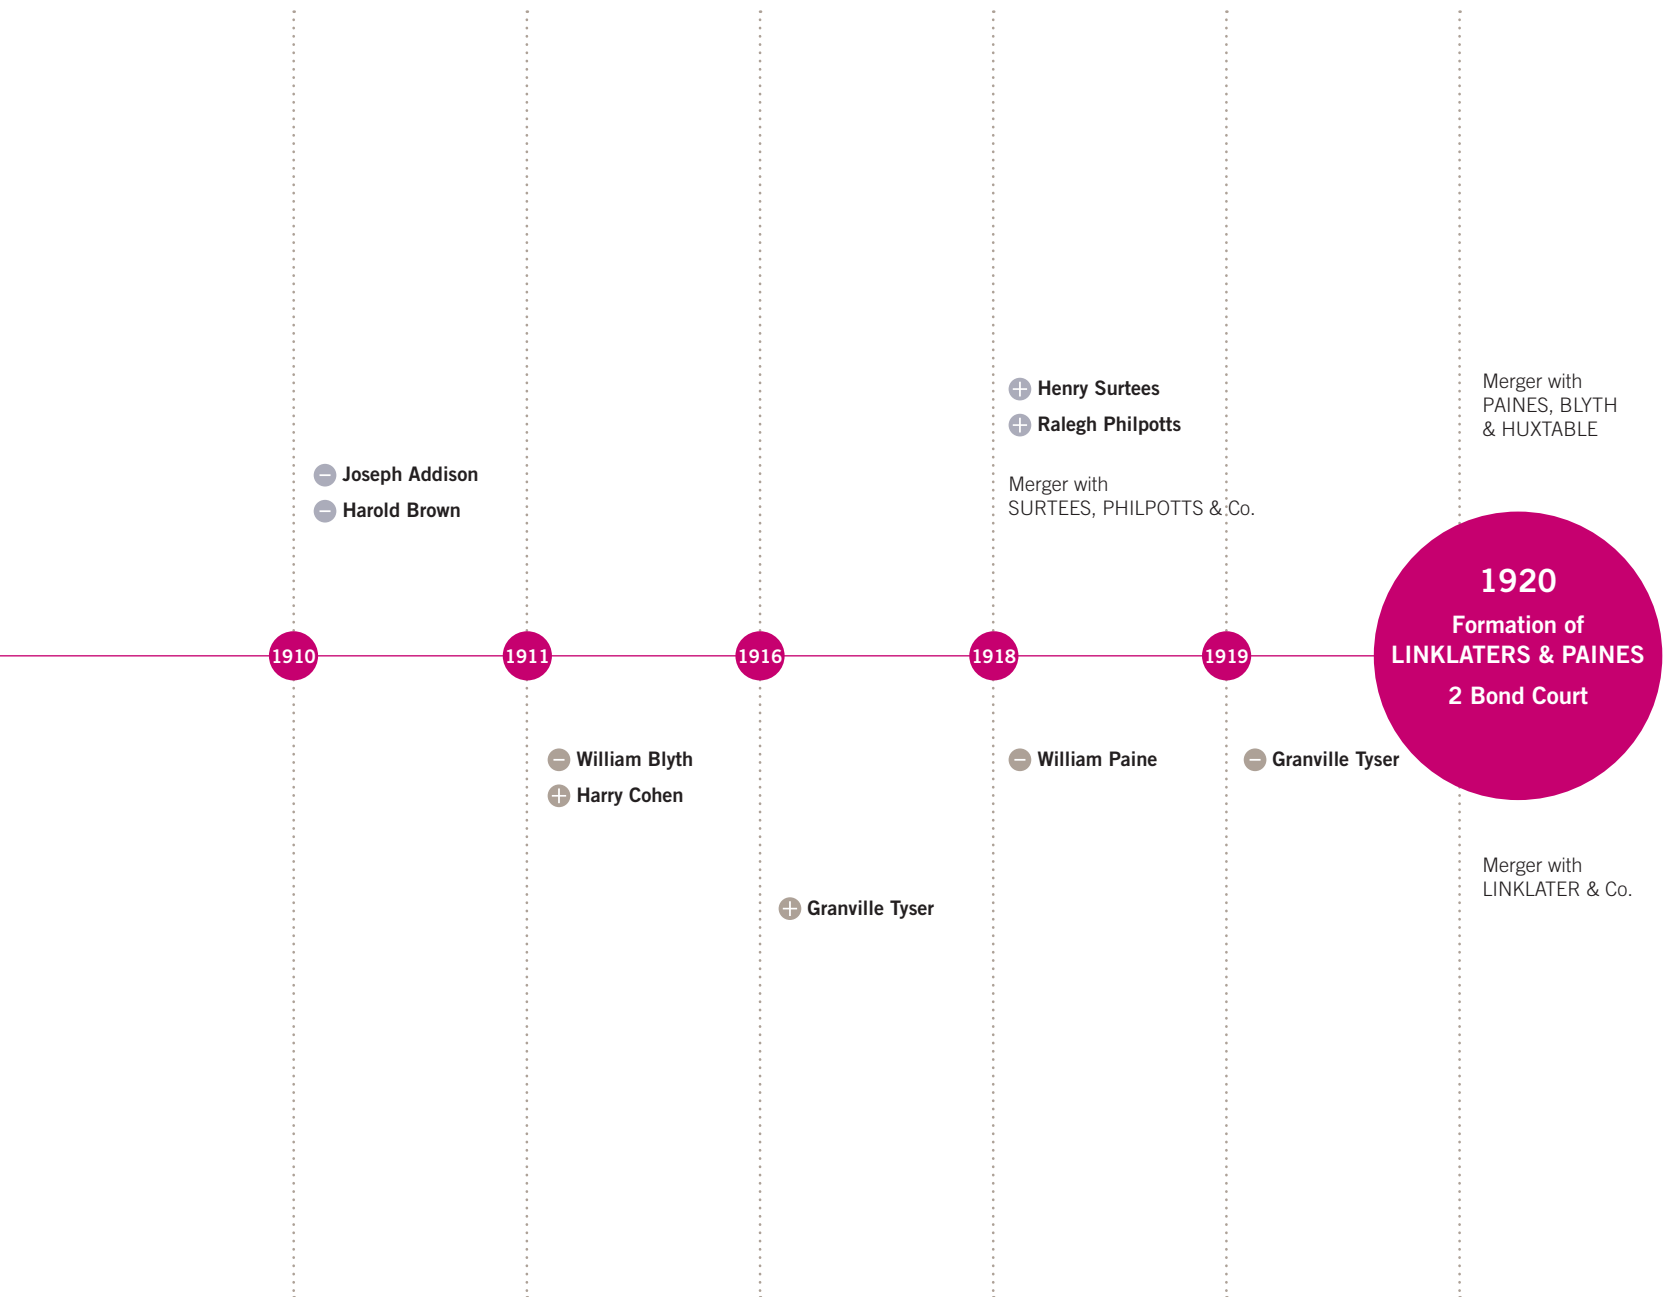 Henry Surtees
Ralegh Philpotts
Merger with
SURTEES, PHILPOTTS & Co.
Merger with
PAINES, BLYTH
& HUXTABLE
Joseph Addison
Harold Brown
1910
1911
1916
1918
1919
1920
Formation of
LINKLATERS & PAINES
2 Bond Court
William Blyth
Harry Cohen
Granville Tyser
William Paine
Granville Tyser
Merger with
LINKLATER & Co.